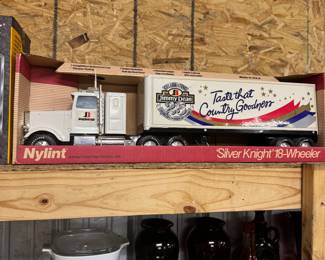 Jimmy Dean
Taste that
Country Goodness
Nylint
Silver Knight 18-Wheeler